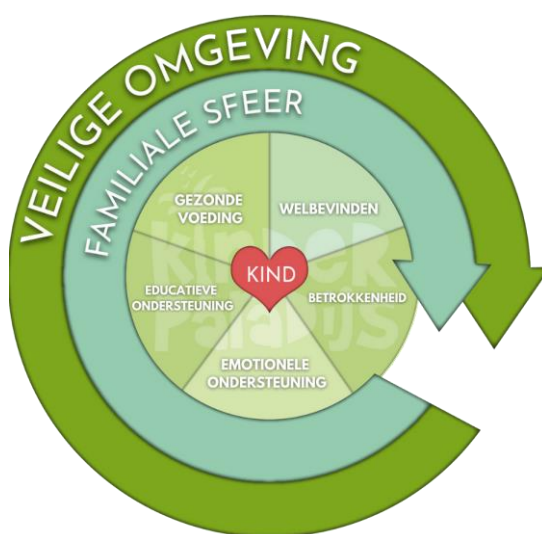 VEILIGE OMGEVING
FAMILIALE SFEER
GEZONDE
VOEDING
WELBEVINDEN
KIND
EDUCATIEVE
ONDERSTEUNING
BETROKKENHEID
EMOTIONELE
ONDERSTEUNING
KINDER
PARADIJS